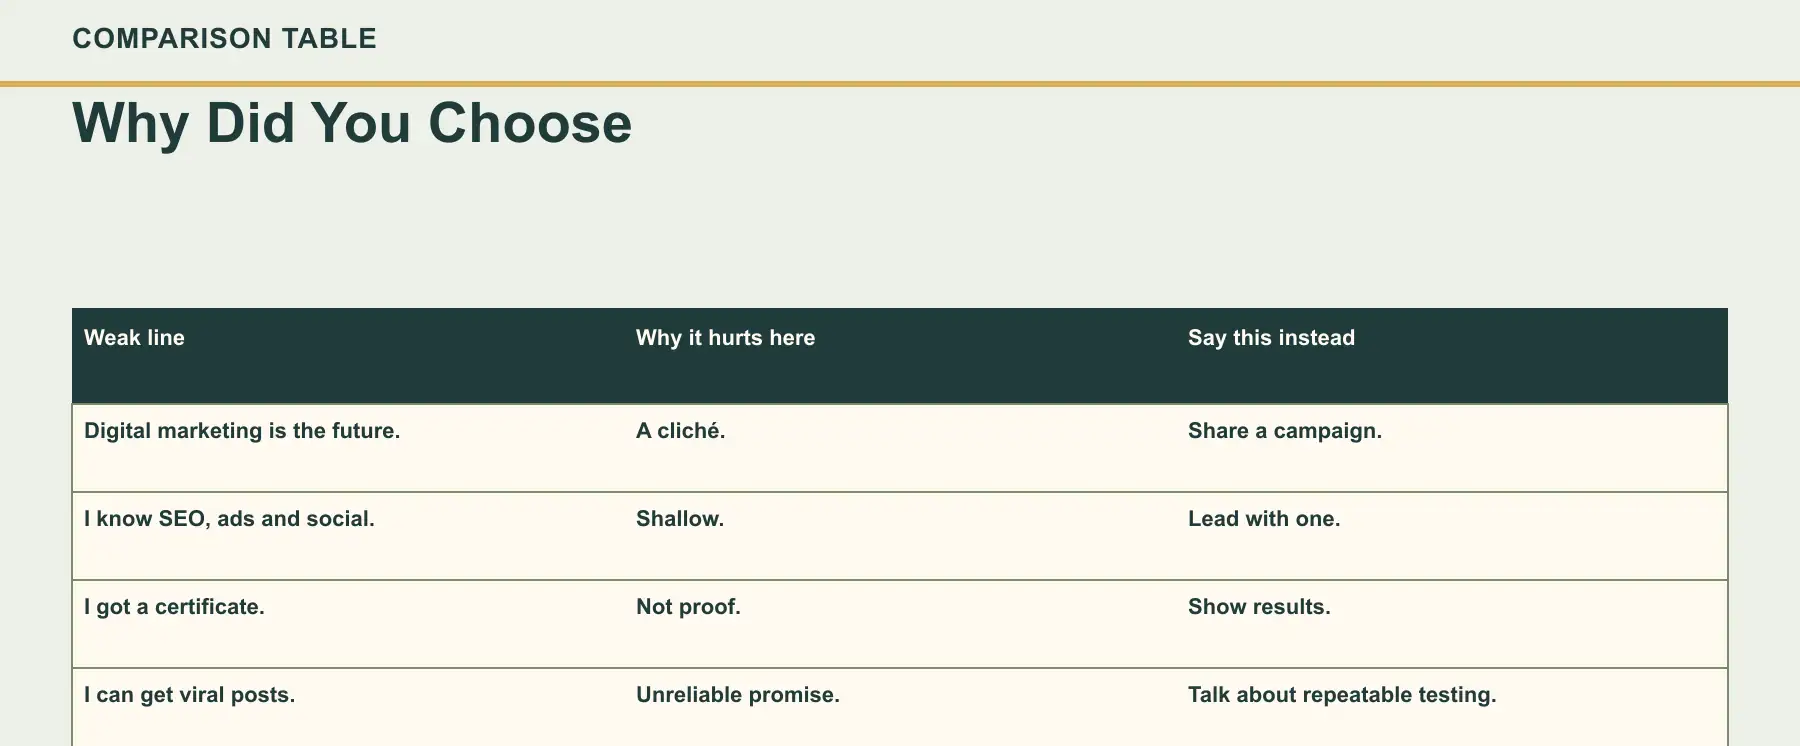 COMPARISON TABLE
Why Did You Choose
Weak line Why it hurts here Say this instead
Digital marketing is the future. A cliché. Share a campaign.
I know SEO, ads and social. Shallow. Lead with one.
I got a certificate. Not proof. Show results.
I can get viral posts. Unreliable promise. Talk about repeatable testing.